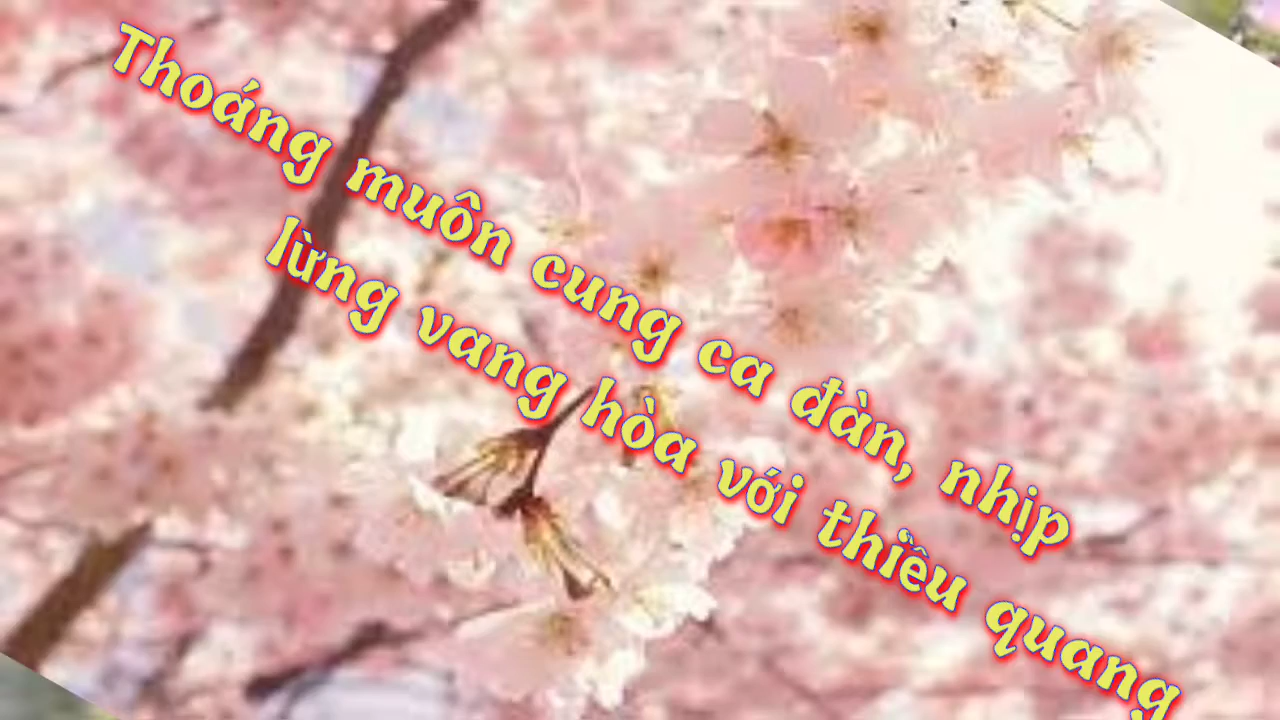 Thoáng muôn cung ca đàn, nhịp
lừng vang hòa với thiều quang